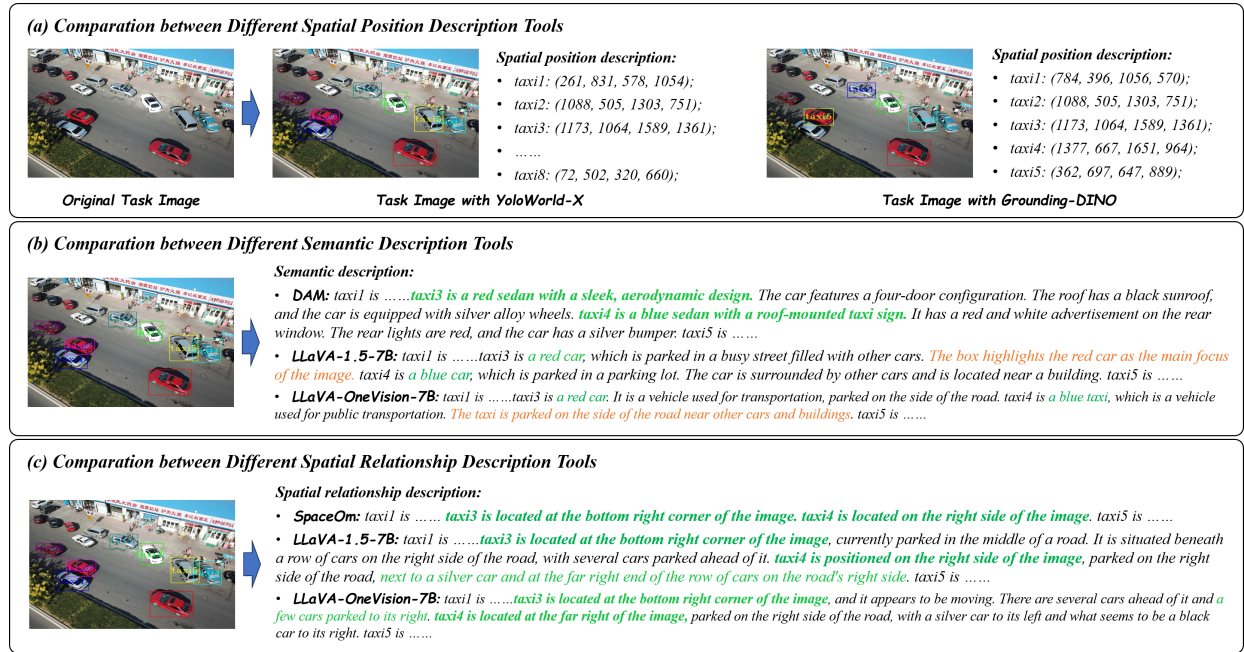 (a) Comparation between Different Spatial Position Description Tools
Spatial position description:
• taxi1: (261, 831, 578, 1054);
• taxi2: (1088, 505, 1303, 751);
• taxi3: (1173, 1064, 1589, 1361);
• ……
• taxi8: (72, 502, 320, 660);
Spatial position description:
• taxi1: (784, 396, 1056, 570);
• taxi2: (1088, 505, 1303, 751);
• taxi3: (1173, 1064, 1589, 1361);
• taxi4: (1377, 667, 1651, 964);
• taxi5: (362, 697, 647, 889);
taxi5
Original Task Image
Task Image with YoloWorld-X
Task Image with Grounding-DINO
(b) Comparation between Different Semantic Description Tools
Semantic description:
• DAM: taxi1 is ……taxi3 is a red sedan with a sleek, aerodynamic design. The car features a four-door configuration. The roof has a black sunroof,
and the car is equipped with silver alloy wheels. taxi4 is a blue sedan with a roof-mounted taxi sign. It has a red and white advertisement on the rear
window. The rear lights are red, and the car has a silver bumper. taxi5 is ……
• LLaVA-1.5-7B: taxi1 is ……taxi3 is a red car, which is parked in a busy street filled with other cars. The box highlights the red car as the main focus
of the image. taxi4 is a blue car, which is parked in a parking lot. The car is surrounded by other cars and is located near a building. taxi5 is ……
• LLaVA-OneVision-7B: taxi1 is ……taxi3 is a red car. It is a vehicle used for transportation, parked on the side of the road. taxi4 is a blue taxi, which is a vehicle
used for public transportation. The taxi is parked on the side of the road near other cars and buildings. taxi5 is ……
(c) Comparation between Different Spatial Relationship Description Tools
Spatial relationship description:
• SpaceOm: taxi1 is …… taxi3 is located at the bottom right corner of the image. taxi4 is located on the right side of the image. taxi5 is ……
• LLaVA-1.5-7B: taxi1 is ……taxi3 is located at the bottom right corner of the image, currently parked in the middle of a road. It is situated beneath
a row of cars on the right side of the road, with several cars parked ahead of it. taxi4 is positioned on the right side of the image, parked on the right
side of the road, next to a silver car and at the far right end of the row of cars on the road's right side. taxi5 is ……
• LLaVA-OneVision-7B: taxi1 is ……taxi3 is located at the bottom right corner of the image, and it appears to be moving. There are several cars ahead of it and a
few cars parked to its right. taxi4 is located at the far right of the image, parked on the right side of the road, with a silver car to its left and what seems to be a black
car to its right. taxi5 is ……